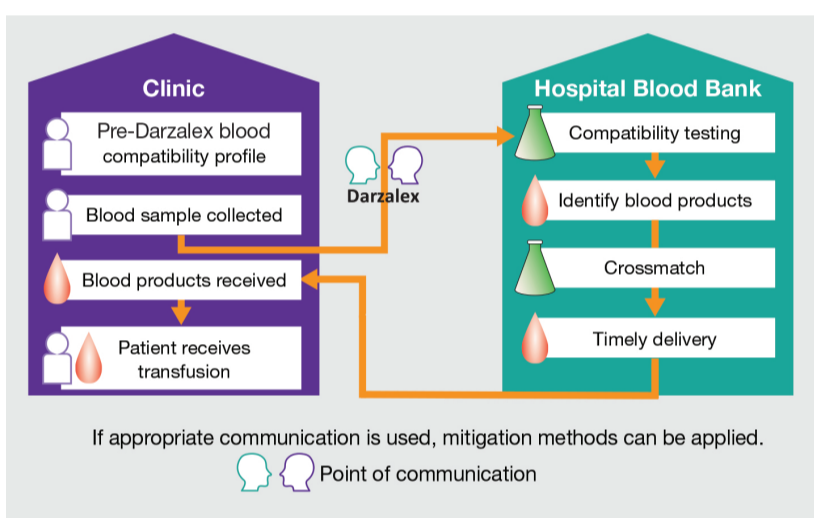 Clinic
Pre-Darzalex blood
compatibility profile
Blood sample collected
Blood products received
Patient receives
transfusion
Darzalex
Hospital Blood Bank
Compatibility testing
Identify blood products
Crossmatch
Timely delivery
If appropriate communication is used, mitigation methods can be applied.
Point of communication